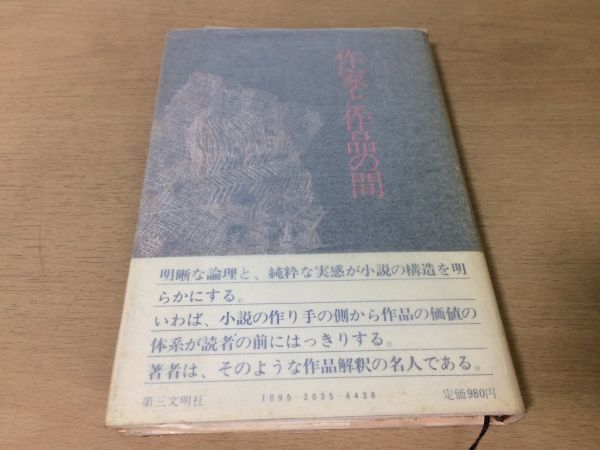 作家と作品の間
明晰な論理と、純粋な実感が小説の構造を明
らかにする。
いわば、小説の作り手の側から作品の価値の
体系が読者の前にはっきりする。
著者は、そのような作品解釈の名人である。
第三文明社
1095-3035-4438
定価980円